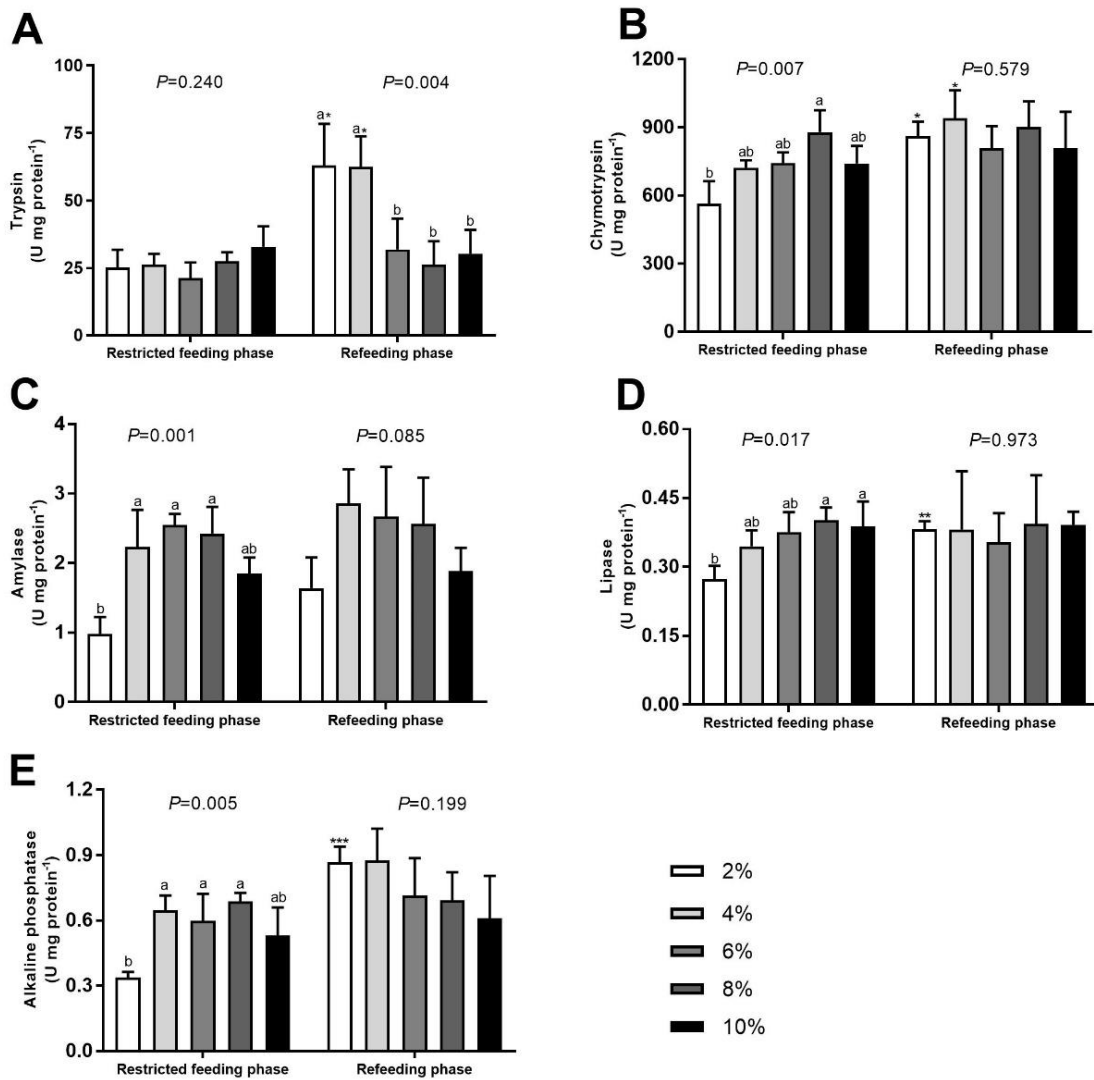 A
P=0.240
P=0.004
100
75
50
25
0
Trypsin
(U mg protein⁻¹)
a*
a*
b
b
b
Restricted feeding phase
Refeeding phase
B
P=0.007
P=0.579
1200
900
600
300
0
Chymotrypsin
(U mg protein⁻¹)
b
ab
ab
a
ab
*
*
Restricted feeding phase
Refeeding phase
C
P=0.001
P=0.085
4
3
2
1
0
Amylase
(U mg protein⁻¹)
b
a
a
a
ab
Restricted feeding phase
Refeeding phase
D
P=0.017
P=0.973
0.60
0.45
0.30
0.15
0.00
Lipase
(U mg protein⁻¹)
b
ab
ab
a
a
**
Restricted feeding phase
Refeeding phase
E
P=0.005
P=0.199
1.2
0.9
0.6
0.3
0.0
Alkaline phosphatase
(U mg protein⁻¹)
b
a
a
a
ab
***
Restricted feeding phase
Refeeding phase
2%
4%
6%
8%
10%